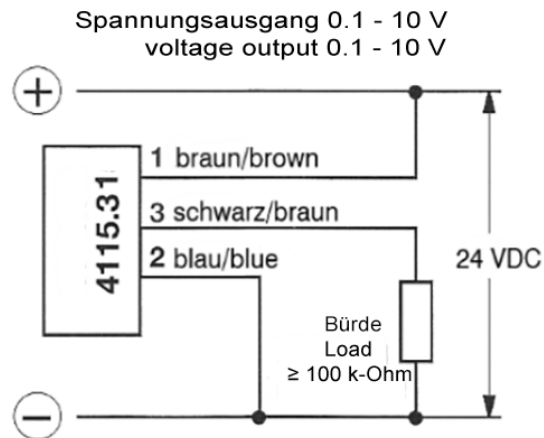 Spannungsausgang 0.1 - 10 V
voltage output 0.1 - 10 V
+
1 braun/brown
3 schwarz/braun
2 blau/blue
4115.31
24 VDC
Bürde
Load
≥ 100 k-Ohm
−